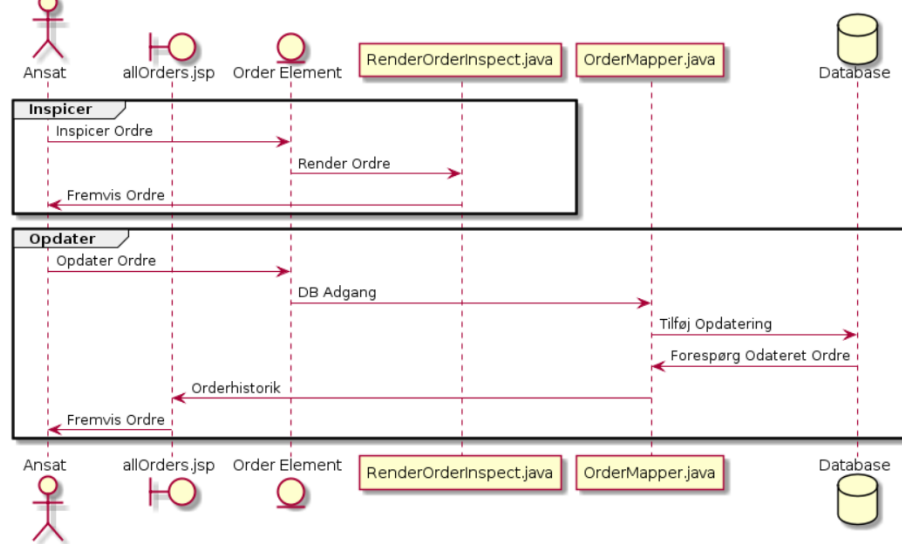 Ansat
allOrders.jsp
Order Element
RenderOrderInspect.java
OrderMapper.java
Database
Inspicer
Inspicer Ordre
Render Ordre
Fremvis Ordre
Opdater
Opdater Ordre
DB Adgang
Tilføj Opdatering
Forespørg Odateret Ordre
Orderhistorik
Fremvis Ordre
Ansat
allOrders.jsp
Order Element
RenderOrderInspect.java
OrderMapper.java
Database